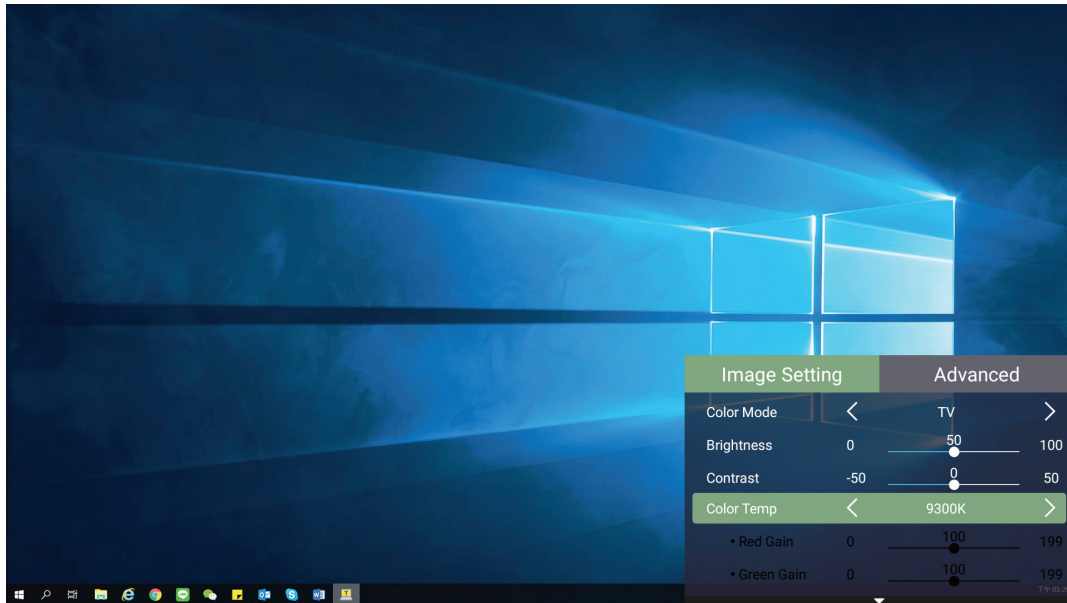 Image Setting Advanced
Color Mode TV
Brightness 0 50 100
Contrast -50 0 50
Color Temp 9300K
• Red Gain 0 100 199
• Green Gain 0 100 199